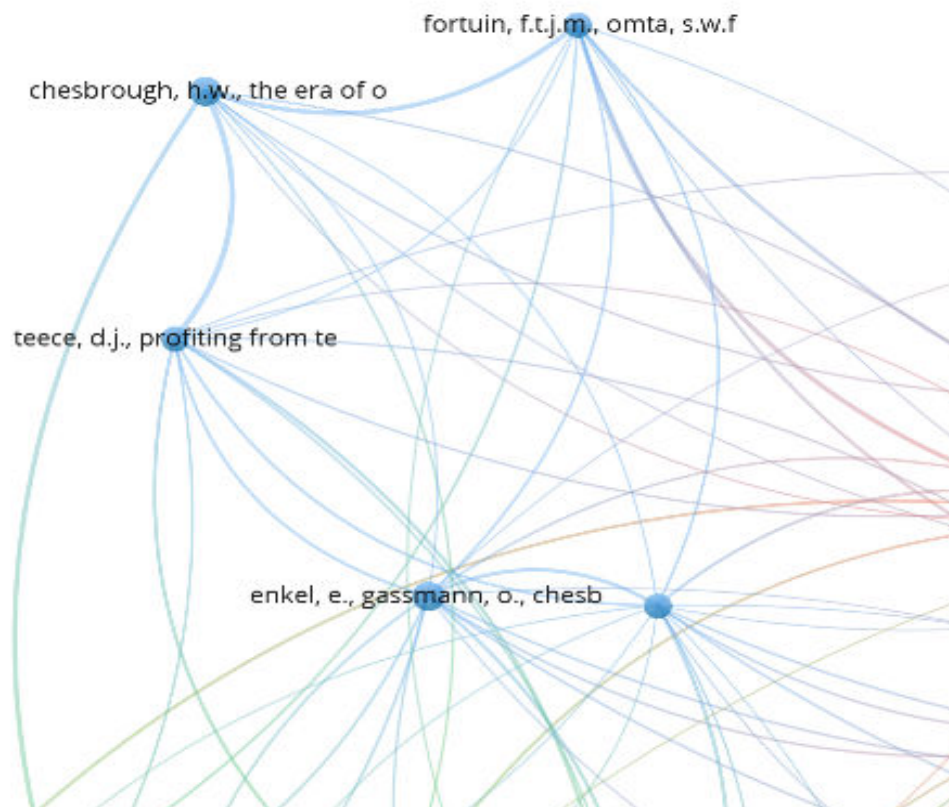 fortuin, f.t.j.m., omta, s.w.f
chesbrough, h.w., the era of o
teece, d.j., profiting from te
enkel, e., gassmann, o., chesb